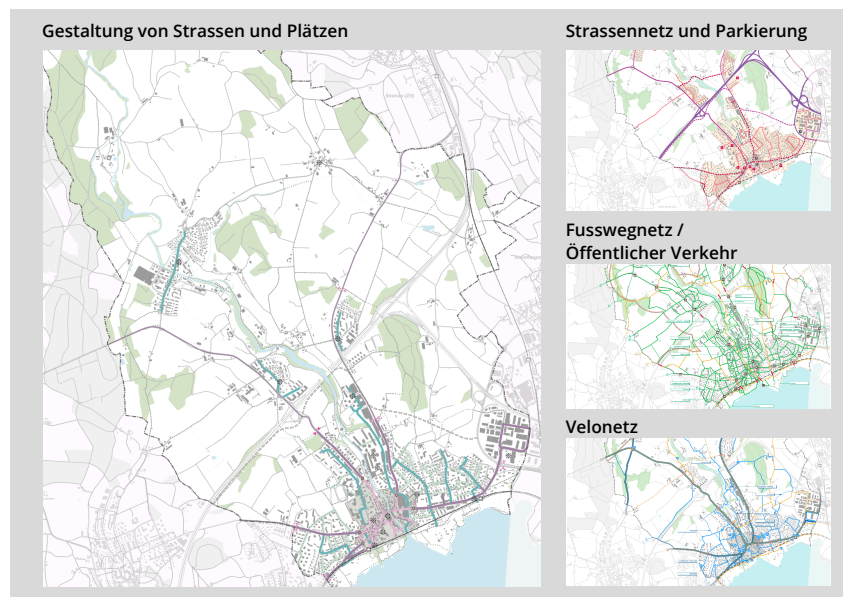 Gestaltung von Strassen und Plätzen
Strassennetz und Parkierung
Fusswegnetz /
Öffentlicher Verkehr
Velonetz